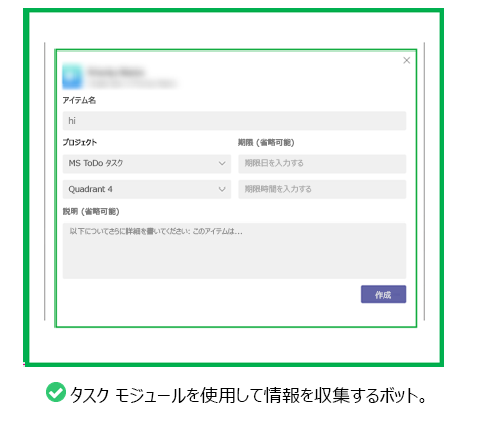 アイテム名
hi
プロジェクト 期限 (省略可能)
MS ToDo タスク 期限日を入力する
Quadrant 4 期限時間を入力する
説明 (省略可能)
以下についてさらに詳細を書いてください: このアイテムは...
作成
タスク モジュールを使用して情報を収集するボット。